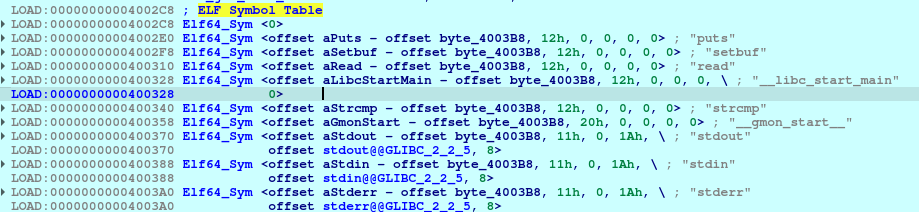 LOAD:00000000004002C8 ; ELF Symbol Table
LOAD:00000000004002C8 Elf64_Sym <0>
LOAD:00000000004002E0 Elf64_Sym <offset aPuts - offset byte_4003B8, 12h, 0, 0, 0, 0> ; "puts"
LOAD:00000000004002F8 Elf64_Sym <offset aSetbuf - offset byte_4003B8, 12h, 0, 0, 0, 0> ; "setbuf"
LOAD:0000000000400310 Elf64_Sym <offset aRead - offset byte_4003B8, 12h, 0, 0, 0, 0> ; "read"
LOAD:0000000000400328 Elf64_Sym <offset aLibcStartMain - offset byte_4003B8, 12h, 0, 0, 0, \ ; "__libc_start_main"
LOAD:0000000000400328 0>
LOAD:0000000000400340 Elf64_Sym <offset aStrcmp - offset byte_4003B8, 12h, 0, 0, 0, 0> ; "strcmp"
LOAD:0000000000400358 Elf64_Sym <offset aGmonStart - offset byte_4003B8, 20h, 0, 0, 0, 0> ; "__gmon_start__"
LOAD:0000000000400370 Elf64_Sym <offset aStdout - offset byte_4003B8, 11h, 0, 1Ah, \ ; "stdout"
LOAD:0000000000400370 offset stdout@@GLIBC_2_2_5, 8>
LOAD:0000000000400388 Elf64_Sym <offset aStdin - offset byte_4003B8, 11h, 0, 1Ah, \ ; "stdin"
LOAD:0000000000400388 offset stdin@@GLIBC_2_2_5, 8>
LOAD:00000000004003A0 Elf64_Sym <offset aStderr - offset byte_4003B8, 11h, 0, 1Ah, \ ; "stderr"
LOAD:00000000004003A0 offset stderr@@GLIBC_2_2_5, 8>